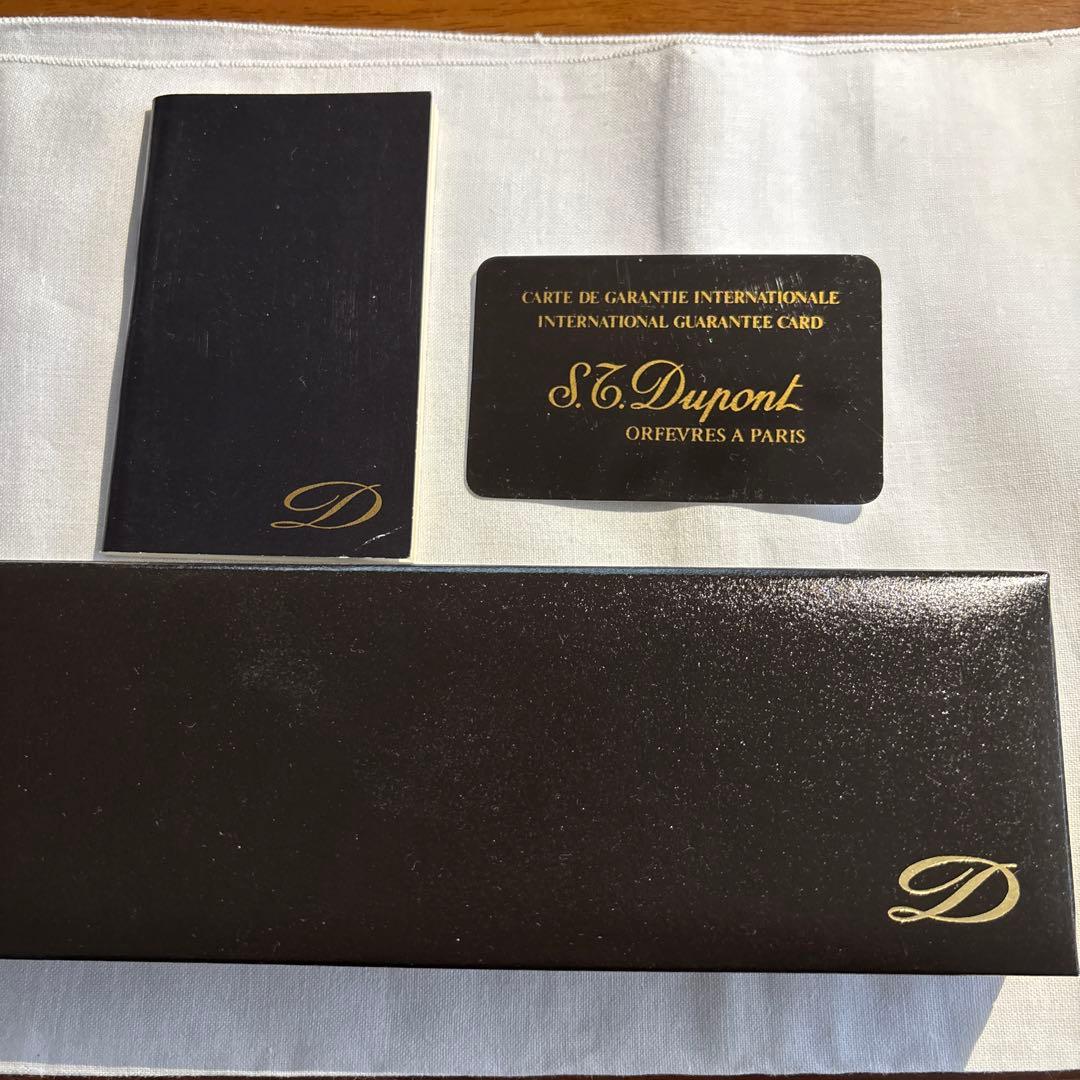 CARTE DE GARANTIE INTERNATIONALE
INTERNATIONAL GUARANTEE CARD
S.T. Dupont
ORFEVRES A PARIS
D
D